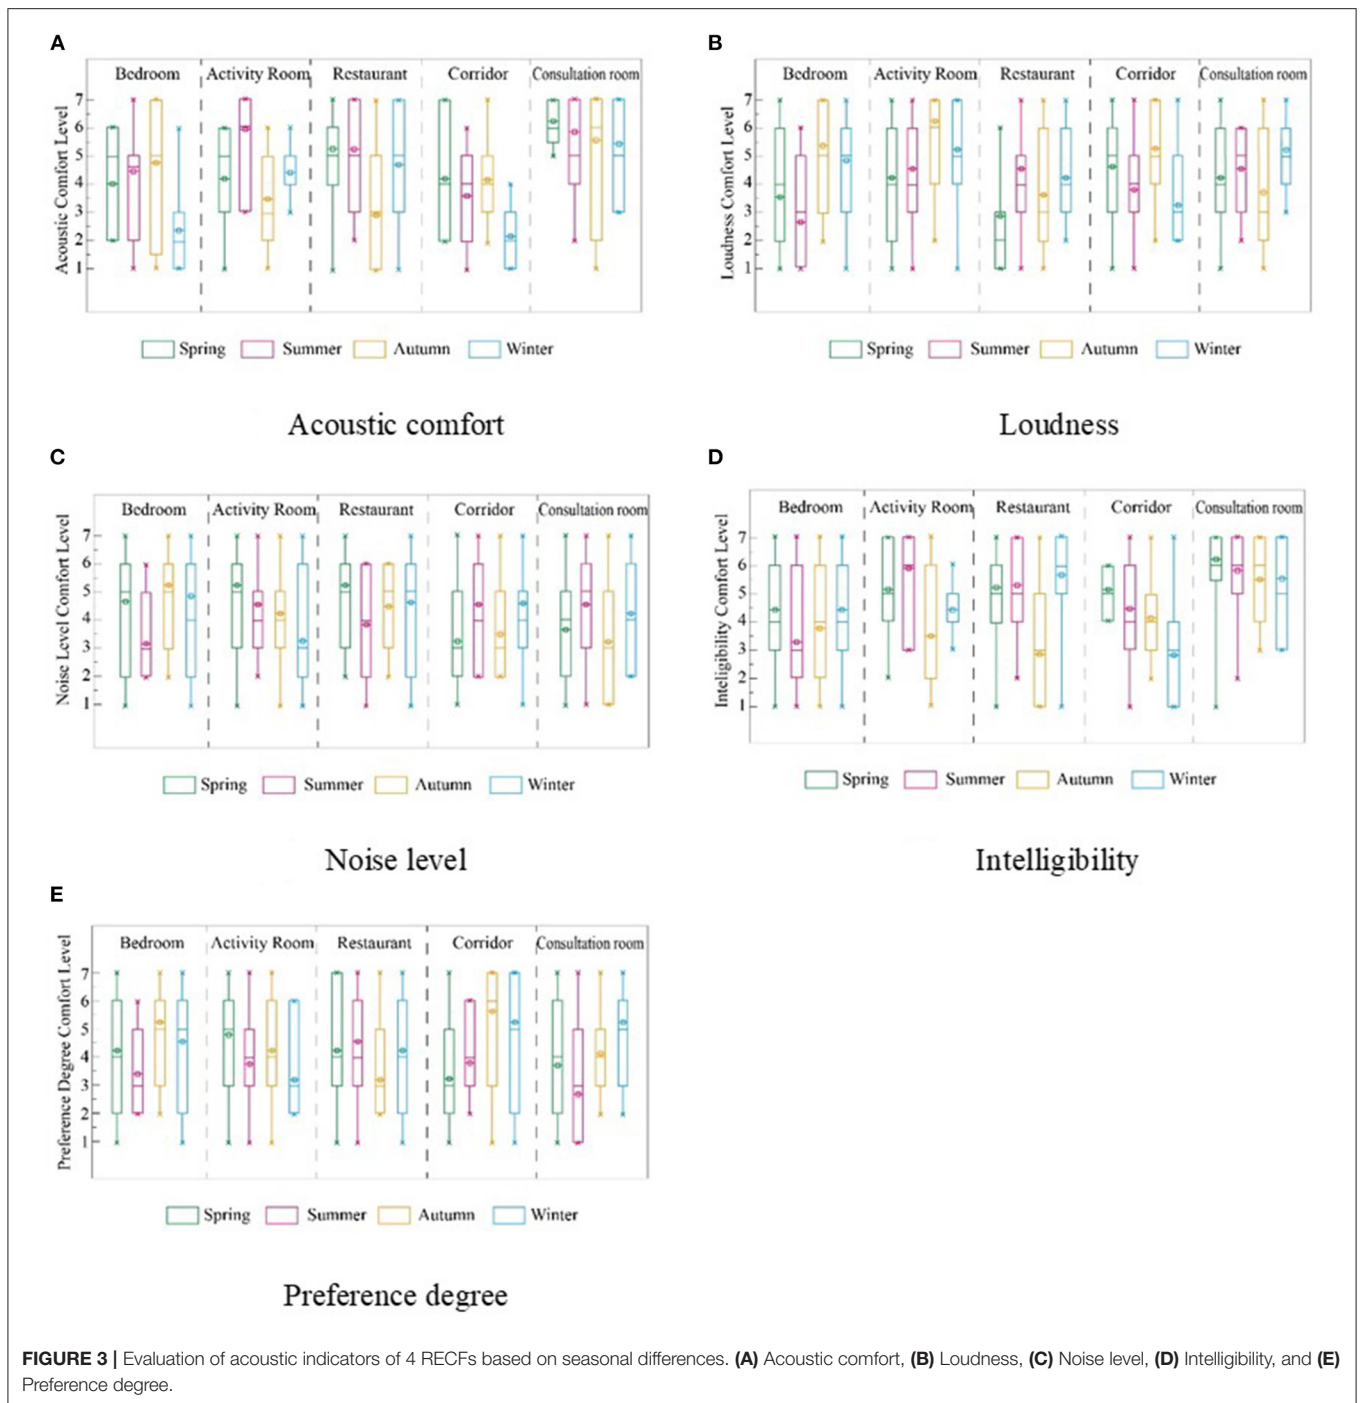 A
Bedroom Activity Room Restaurant Corridor Consultation room
Acoustic Comfort Level
7
6
5
4
3
2
1
Spring Summer Autumn Winter
Acoustic comfort
B
Bedroom Activity Room Restaurant Corridor Consultation room
Loudness Comfort Level
7
6
5
4
3
2
1
Spring Summer Autumn Winter
Loudness
C
Bedroom Activity Room Restaurant Corridor Consultation room
Noise Level Comfort Level
7
6
5
4
3
2
1
Spring Summer Autumn Winter
Noise level
D
Bedroom Activity Room Restaurant Corridor Consultation room
Inteligibility Comfort Level
7
6
5
4
3
2
1
Spring Summer Autumn Winter
Intelligibility
E
Bedroom Activity Room Restaurant Corridor Consultation room
Preference Degree Comfort Level
7
6
5
4
3
2
1
Spring Summer Autumn Winter
Preference degree
FIGURE 3 | Evaluation of acoustic indicators of 4 RECFs based on seasonal differences. (A) Acoustic comfort, (B) Loudness, (C) Noise level, (D) Intelligibility, and (E)
Preference degree.